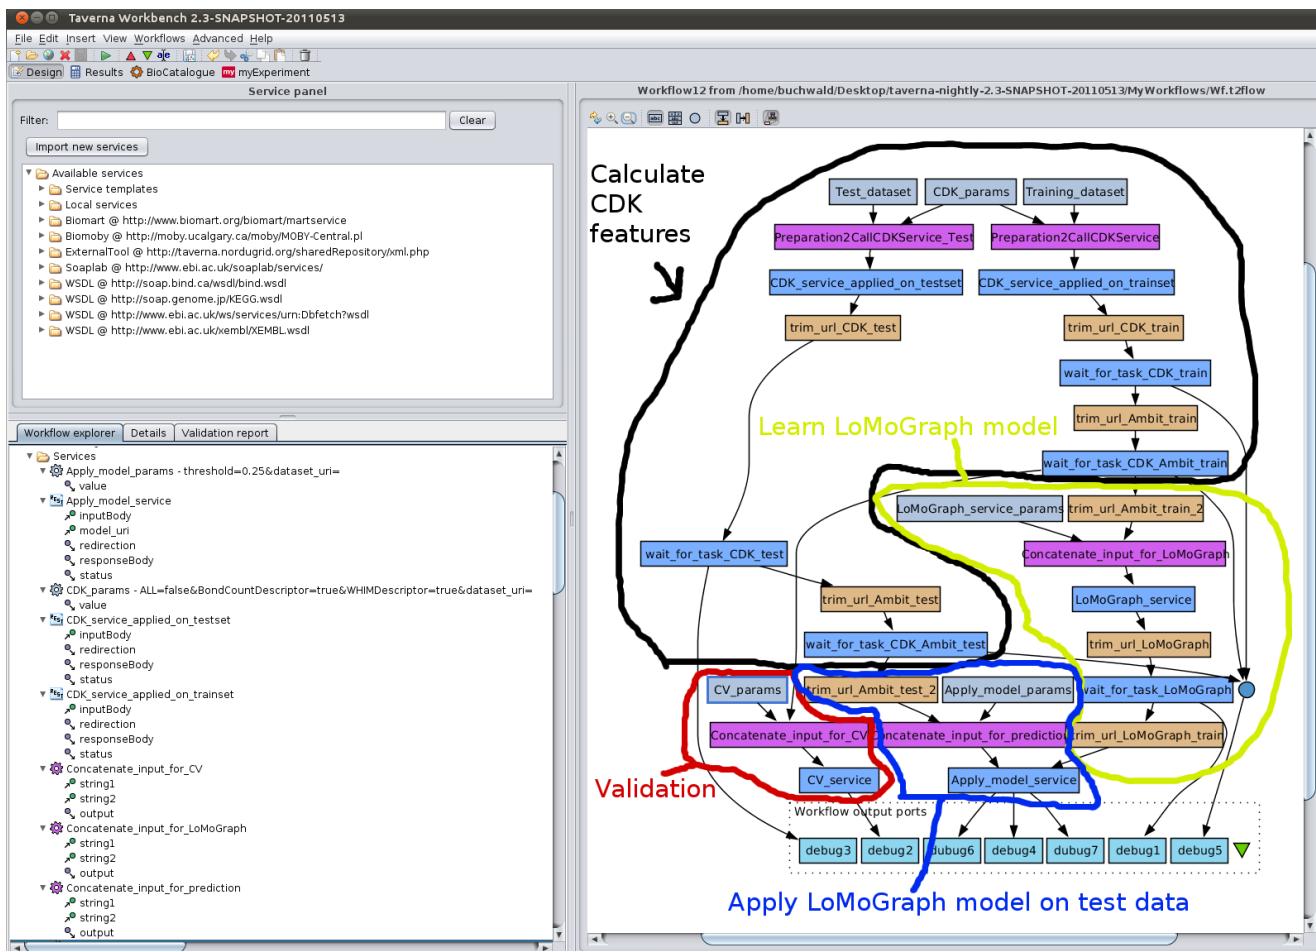 Taverna Workbench 2.3-SNAPSHOT-20110513
File Edit Insert View Workflows Advanced Help
Design Results BioCatalogue my myExperiment
Service panel
Filter: Clear
Import new services
Available services
Service templates
Local services
Biomart @ http://www.biomart.org/biomart/martservice
Biomoby @ http://moby.ucalgary.ca/moby/MOBY-Central.pl
ExternalTool @ http://taverna.nordugrid.org/sharedRepository/xml.php
Soaplab @ http://www.ebi.ac.uk/soaplab/services/
WSDL @ http://soap.bind.ca/wsdl/bind.wsdl
WSDL @ http://soap.genome.jp/KEGG.wsdl
WSDL @ http://www.ebi.ac.uk/ws/services/urn:Dbfetch?wsdl
WSDL @ http://www.ebi.ac.uk/xembl/XEMBL.wsdl
Workflow explorer Details Validation report
Services
Apply_model_params - threshold=0.25&dataset_uri=
value
Apply_model_service
inputBody
model_uri
redirection
responseBody
status
CDK_params - ALL=false&BondCountDescriptor=true&WHIMDescriptor=true&dataset_uri=
value
CDK_service_applied_on_testset
inputBody
redirection
responseBody
status
CDK_service_applied_on_trainset
inputBody
redirection
responseBody
status
Concatenate_input_for_CV
string1
string2
output
Concatenate_input_for_LoMoGraph
string1
string2
output
Concatenate_input_for_prediction
string1
string2
output
Workflow12 from /home/buchwald/Desktop/taverna-nightly-2.3-SNAPSHOT-20110513/MyWorkflows/Wf.t2flow
Calculate
CDK
features
Test_dataset CDK_params Training_dataset
Preparation2CallCDKService_Test Preparation2CallCDKService
CDK_service_applied_on_testset CDK_service_applied_on_trainset
trim_url_CDK_test trim_url_CDK_train
wait_for_task_CDK_train
trim_url_Ambit_train
Learn LoMoGraph model
wait_for_task_CDK_Ambit_train
LoMoGraph_service_params trim_url_Ambit_train_2
wait_for_task_CDK_test Concatenate_input_for_LoMoGraph
trim_url_Ambit_test LoMoGraph_service
wait_for_task_CDK_Ambit_test trim_url_LoMoGraph
CV_params trim_url_Ambit_test_2 Apply_model_params wait_for_task_LoMoGraph
Concatenate_input_for_CV Concatenate_input_for_prediction trim_url_LoMoGraph_train
Validation CV_service Apply_model_service
Workflow output ports
debug3 debug2 dubug6 debug4 dubug7 debug1 debug5
Apply LoMoGraph model on test data